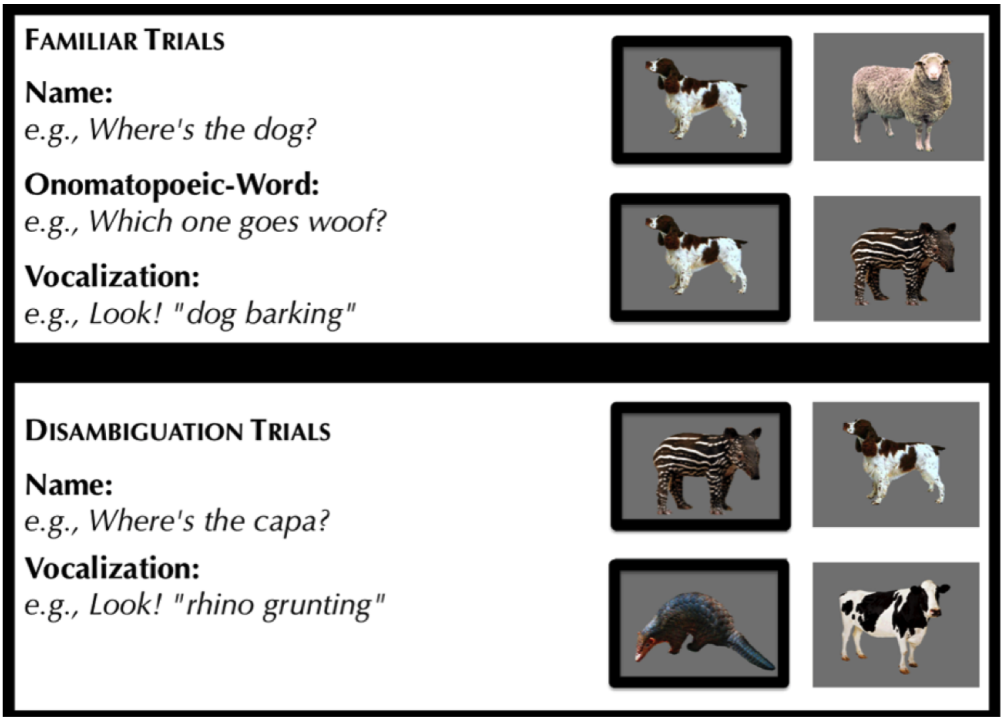 FAMILIAR TRIALS
Name:
e.g., Where's the dog?
Onomatopoeic-Word:
e.g., Which one goes woof?
Vocalization:
e.g., Look! "dog barking"
DISAMBIGUATION TRIALS
Name:
e.g., Where's the capa?
Vocalization:
e.g., Look! "rhino grunting"